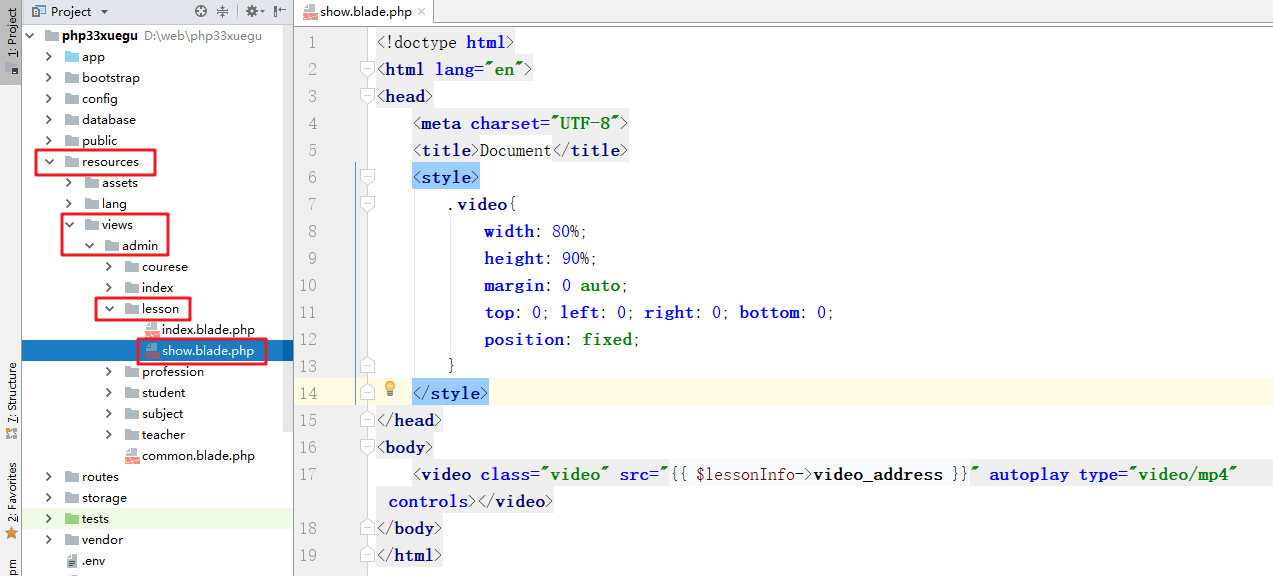 1: Project
7: Structure
2: Favorites
Project
php33xuegu D:\web\php33xuegu
app
bootstrap
config
database
public
resources
assets
lang
views
admin
courese
index
lesson
index.blade.php
show.blade.php
profession
student
subject
teacher
common.blade.php
routes
storage
tests
vendor
.env
show.blade.php
1 <!doctype html>
2 <html lang="en">
3 <head>
4 <meta charset="UTF-8">
5 <title>Document</title>
6 <style>
7 .video{
8 width: 80%;
9 height: 90%;
10 margin: 0 auto;
11 top: 0; left: 0; right: 0; bottom: 0;
12 position: fixed;
13 }
14 </style>
15 </head>
16 <body>
17 <video class="video" src="{{ $lessonInfo->video_address }}" autoplay type="video/mp4"
controls></video>
18 </body>
19 </html>